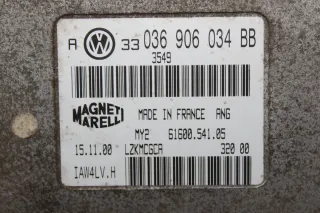 A VW 33 036 906 034 BB
3549
MAGNETI MARELLI
MADE IN FRANCE ANG
MY2 61600.541.05
15.11.00 LZKMCGCA 320 00
IAW4LV.H